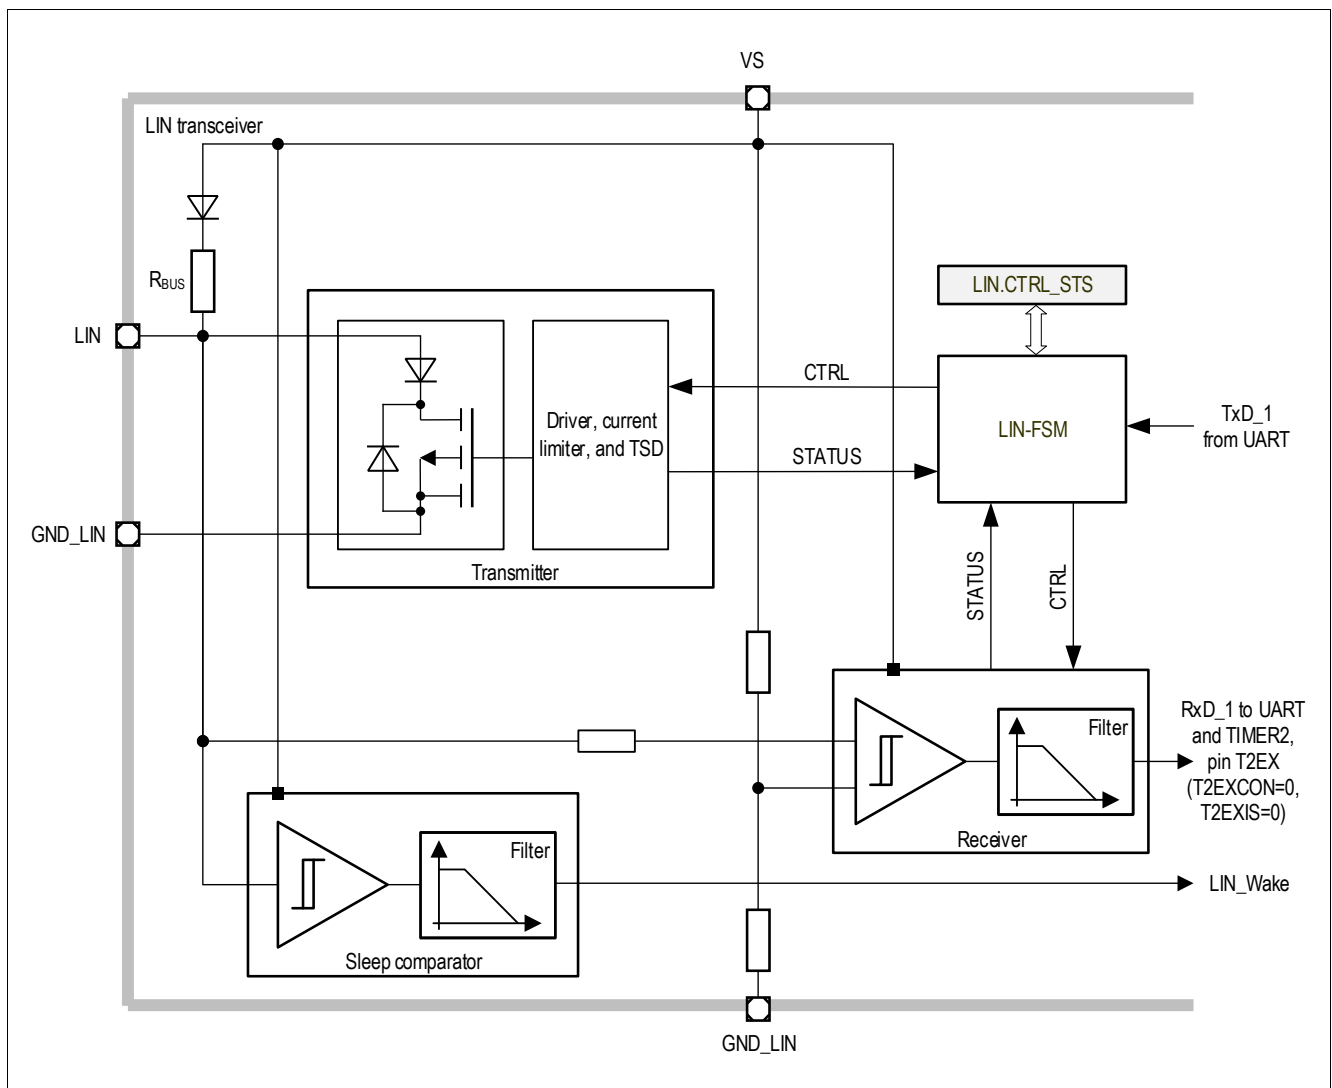 VS
LIN transceiver
R_BUS
LIN
GND_LIN
LIN.CTRL_STS
CTRL
STATUS
Driver, current
limiter, and TSD
LIN-FSM
TxD_1
from UART
Transmitter
STATUS
CTRL
Filter
Receiver
RxD_1 to UART
and TIMER2,
pin T2EX
(T2EXCON=0,
T2EXIS=0)
Filter
Sleep comparator
LIN_Wake
GND_LIN